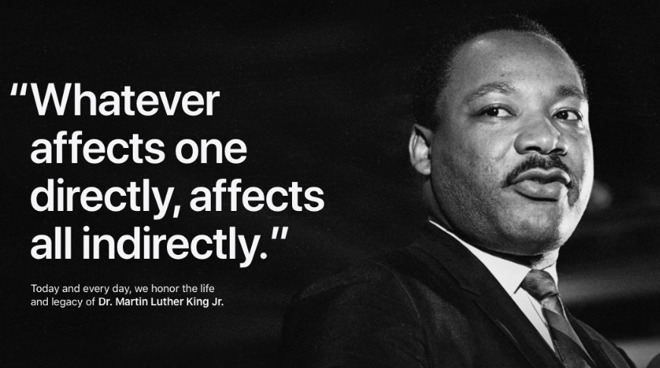 “Whatever
affects one
directly, affects
all indirectly.”
Today and every day, we honor the life
and legacy of Dr. Martin Luther King Jr.